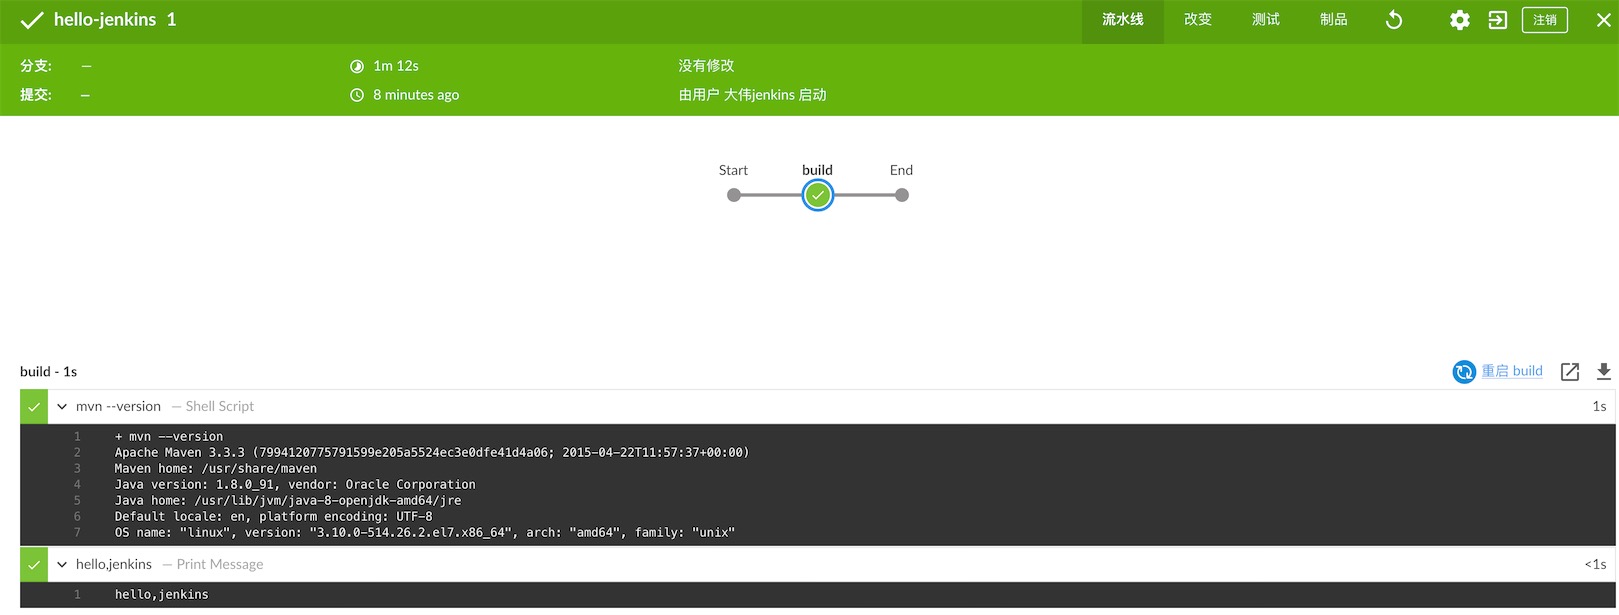 hello-jenkins 1
流水线 改变 测试 制品 注销
分支: — 1m 12s 没有修改
提交: — 8 minutes ago 由用户 大伟jenkins 启动
Start build End
build - 1s 重启 build
mvn --version — Shell Script 1s
1 + mvn --version
2 Apache Maven 3.3.3 (7994120775791599e205a5524ec3e0dfe41d4a06; 2015-04-22T11:57:37+00:00)
3 Maven home: /usr/share/maven
4 Java version: 1.8.0_91, vendor: Oracle Corporation
5 Java home: /usr/lib/jvm/java-8-openjdk-amd64/jre
6 Default locale: en, platform encoding: UTF-8
7 OS name: "linux", version: "3.10.0-514.26.2.el7.x86_64", arch: "amd64", family: "unix"
hello,jenkins — Print Message <1s
1 hello,jenkins